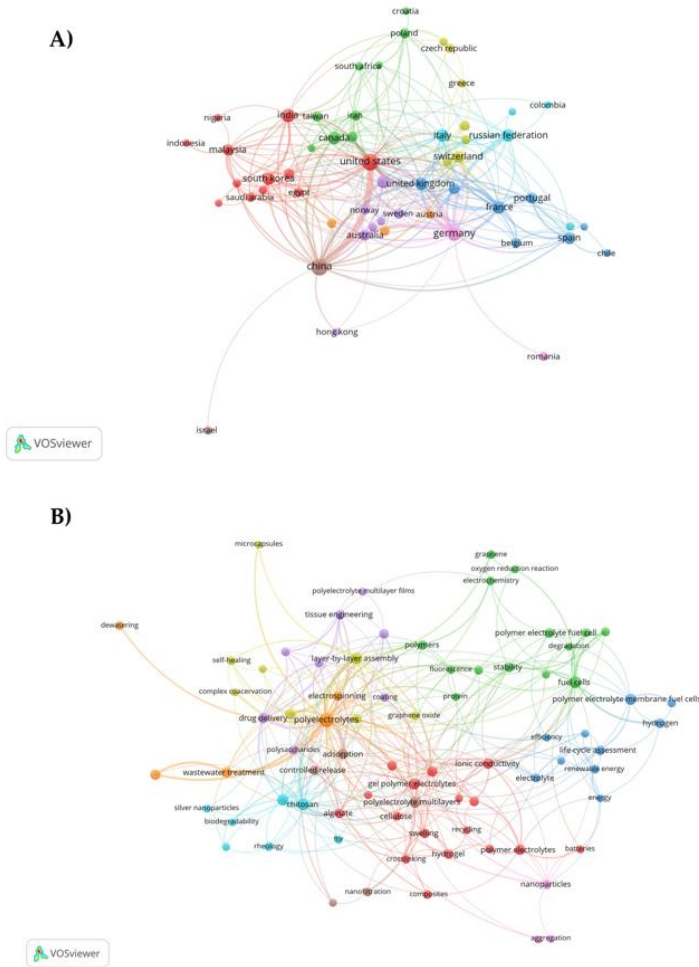 A)
croatia
poland
czech republic
south africa
greece
colombia
nigeria
india
taiwan
iran
canada
italy
russian federation
indonesia
malaysia
united states
switzerland
south korea
saudi arabia
egypt
united kingdom
norway
sweden
austria
france
portugal
australia
germany
belgium
spain
chile
china
hong kong
romania
israel
VOSviewer
B)
microcapsules
graphene
oxygen reduction reaction
electrochemistry
polyelectrolyte multilayer films
tissue engineering
dewatering
polymers
polymer electrolyte fuel cell
degradation
self-healing
layer-by-layer assembly
fluorescence
stability
fuel cells
complex coacervation
electrospinning
coating
protein
polymer electrolyte membrane fuel cells
drug delivery
polyelectrolytes
graphene oxide
hydrogen
polysaccharides
adsorption
efficiency
life cycle assessment
wastewater treatment
controlled release
ionic conductivity
renewable energy
gel polymer electrolytes
electrolyte
silver nanoparticles
chitosan
polyelectrolyte multilayers
energy
biodegradability
alginate
cellulose
swelling
recycling
rheology
crosslinking
hydrogel
polymer electrolytes
batteries
nanofiltration
composites
nanoparticles
aggregation
VOSviewer